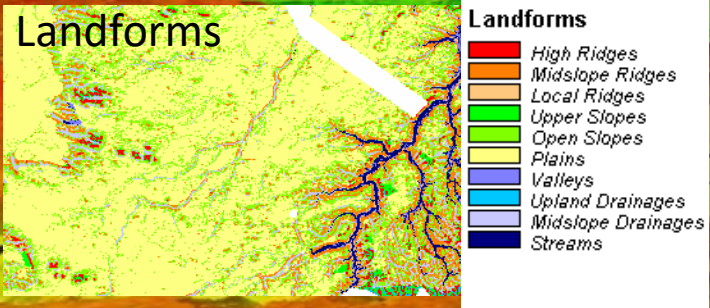 Landforms
Landforms
High Ridges
Midslope Ridges
Local Ridges
Upper Slopes
Open Slopes
Plains
Valleys
Upland Drainages
Midslope Drainages
Streams